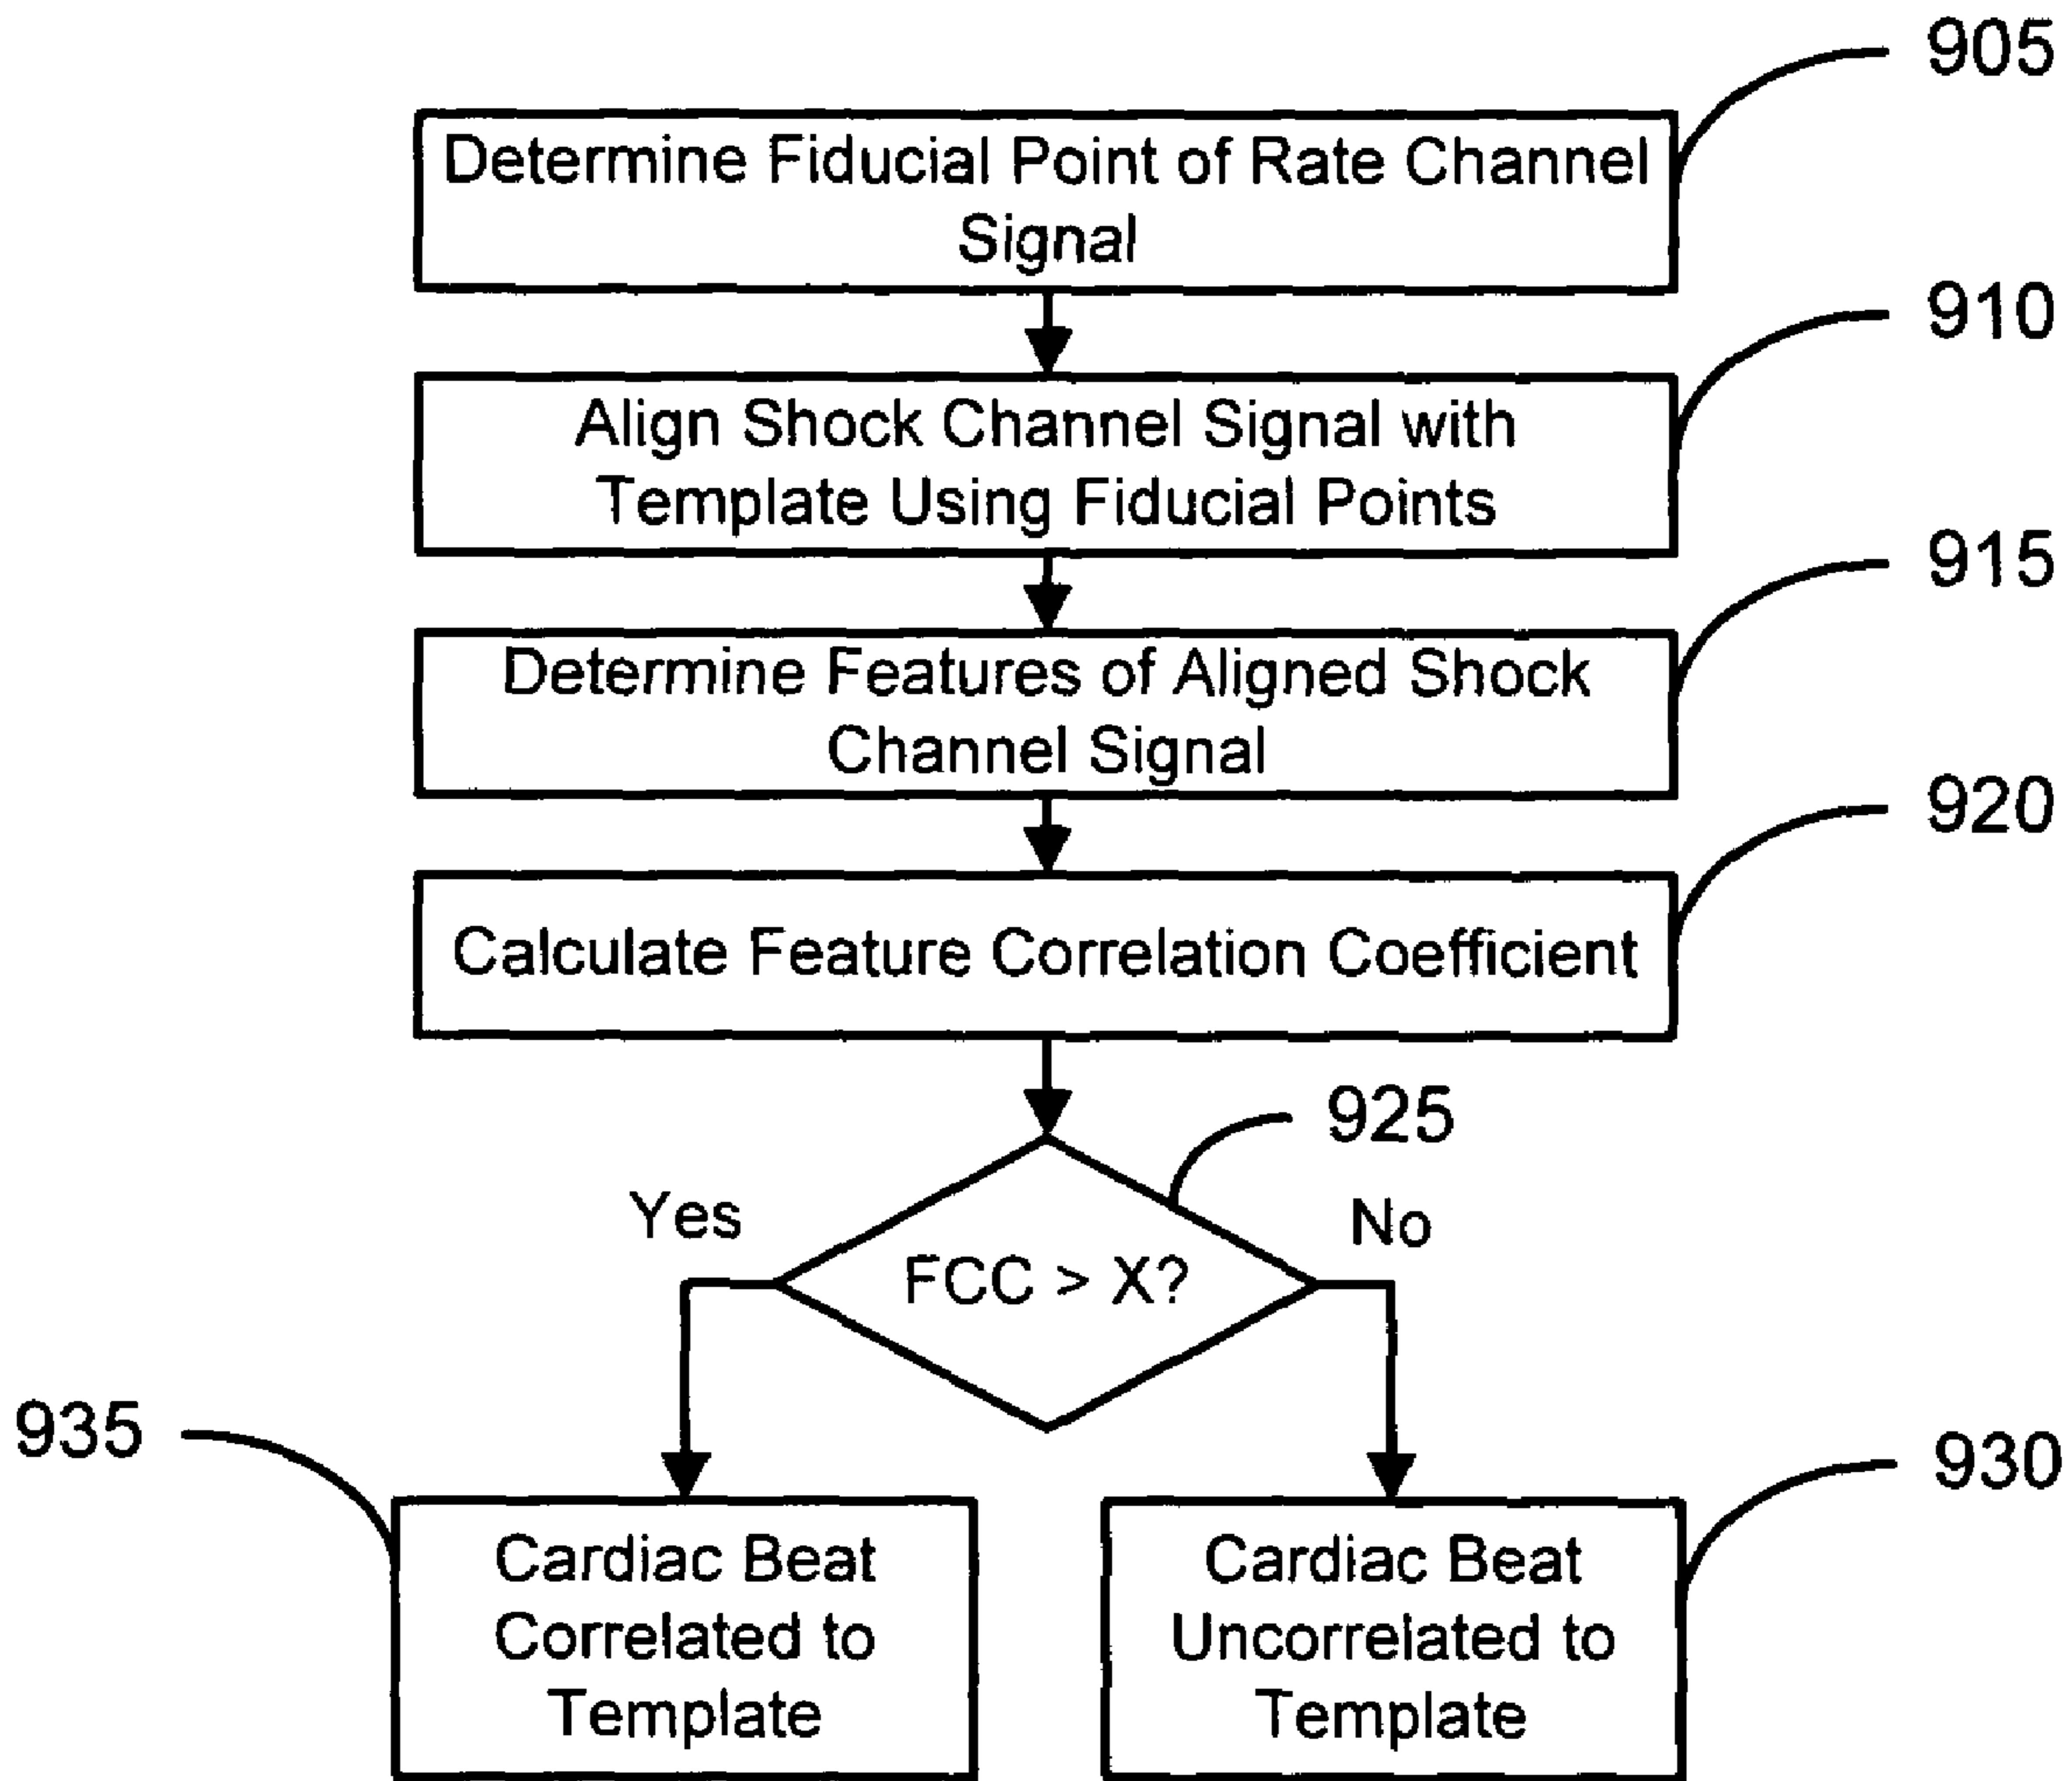 905
Determine Fiducial Point of Rate Channel
Signal
910
Align Shock Channel Signal with
Template Using Fiducial Points
915
Determine Features of Aligned Shock
Channel Signal
920
Calculate Feature Correlation Coefficient
925
Yes
No
FCC > X?
935
930
Cardiac Beat
Correlated to
Template
Cardiac Beat
Uncorrelated to
Template